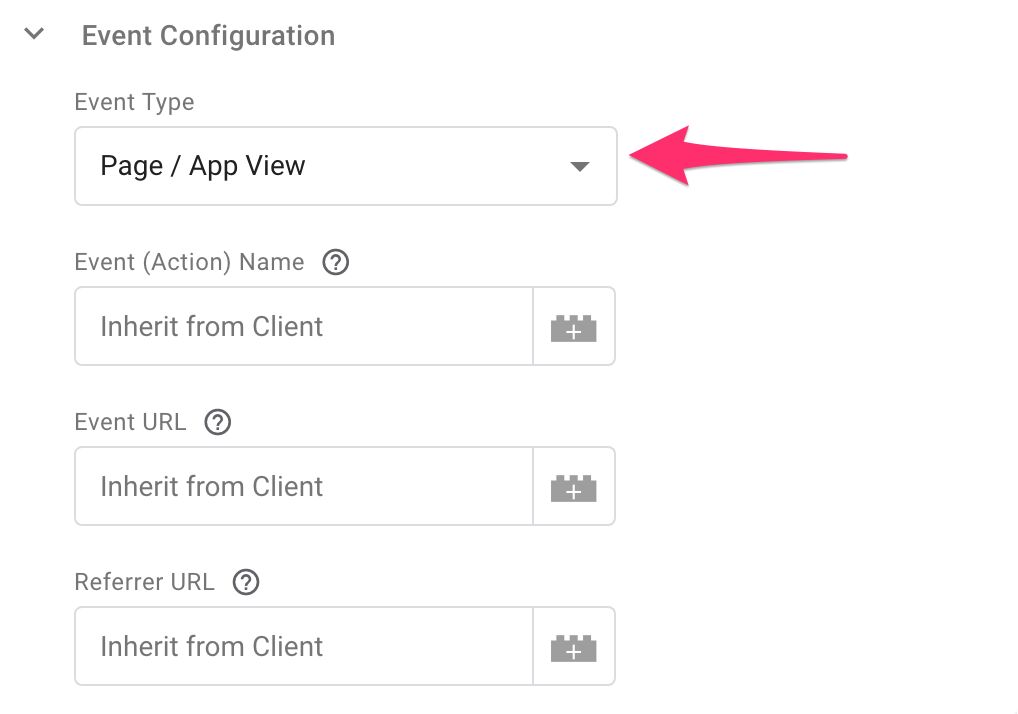 Event Configuration
Event Type
Page / App View
Event (Action) Name
Inherit from Client
Event URL
Inherit from Client
Referrer URL
Inherit from Client